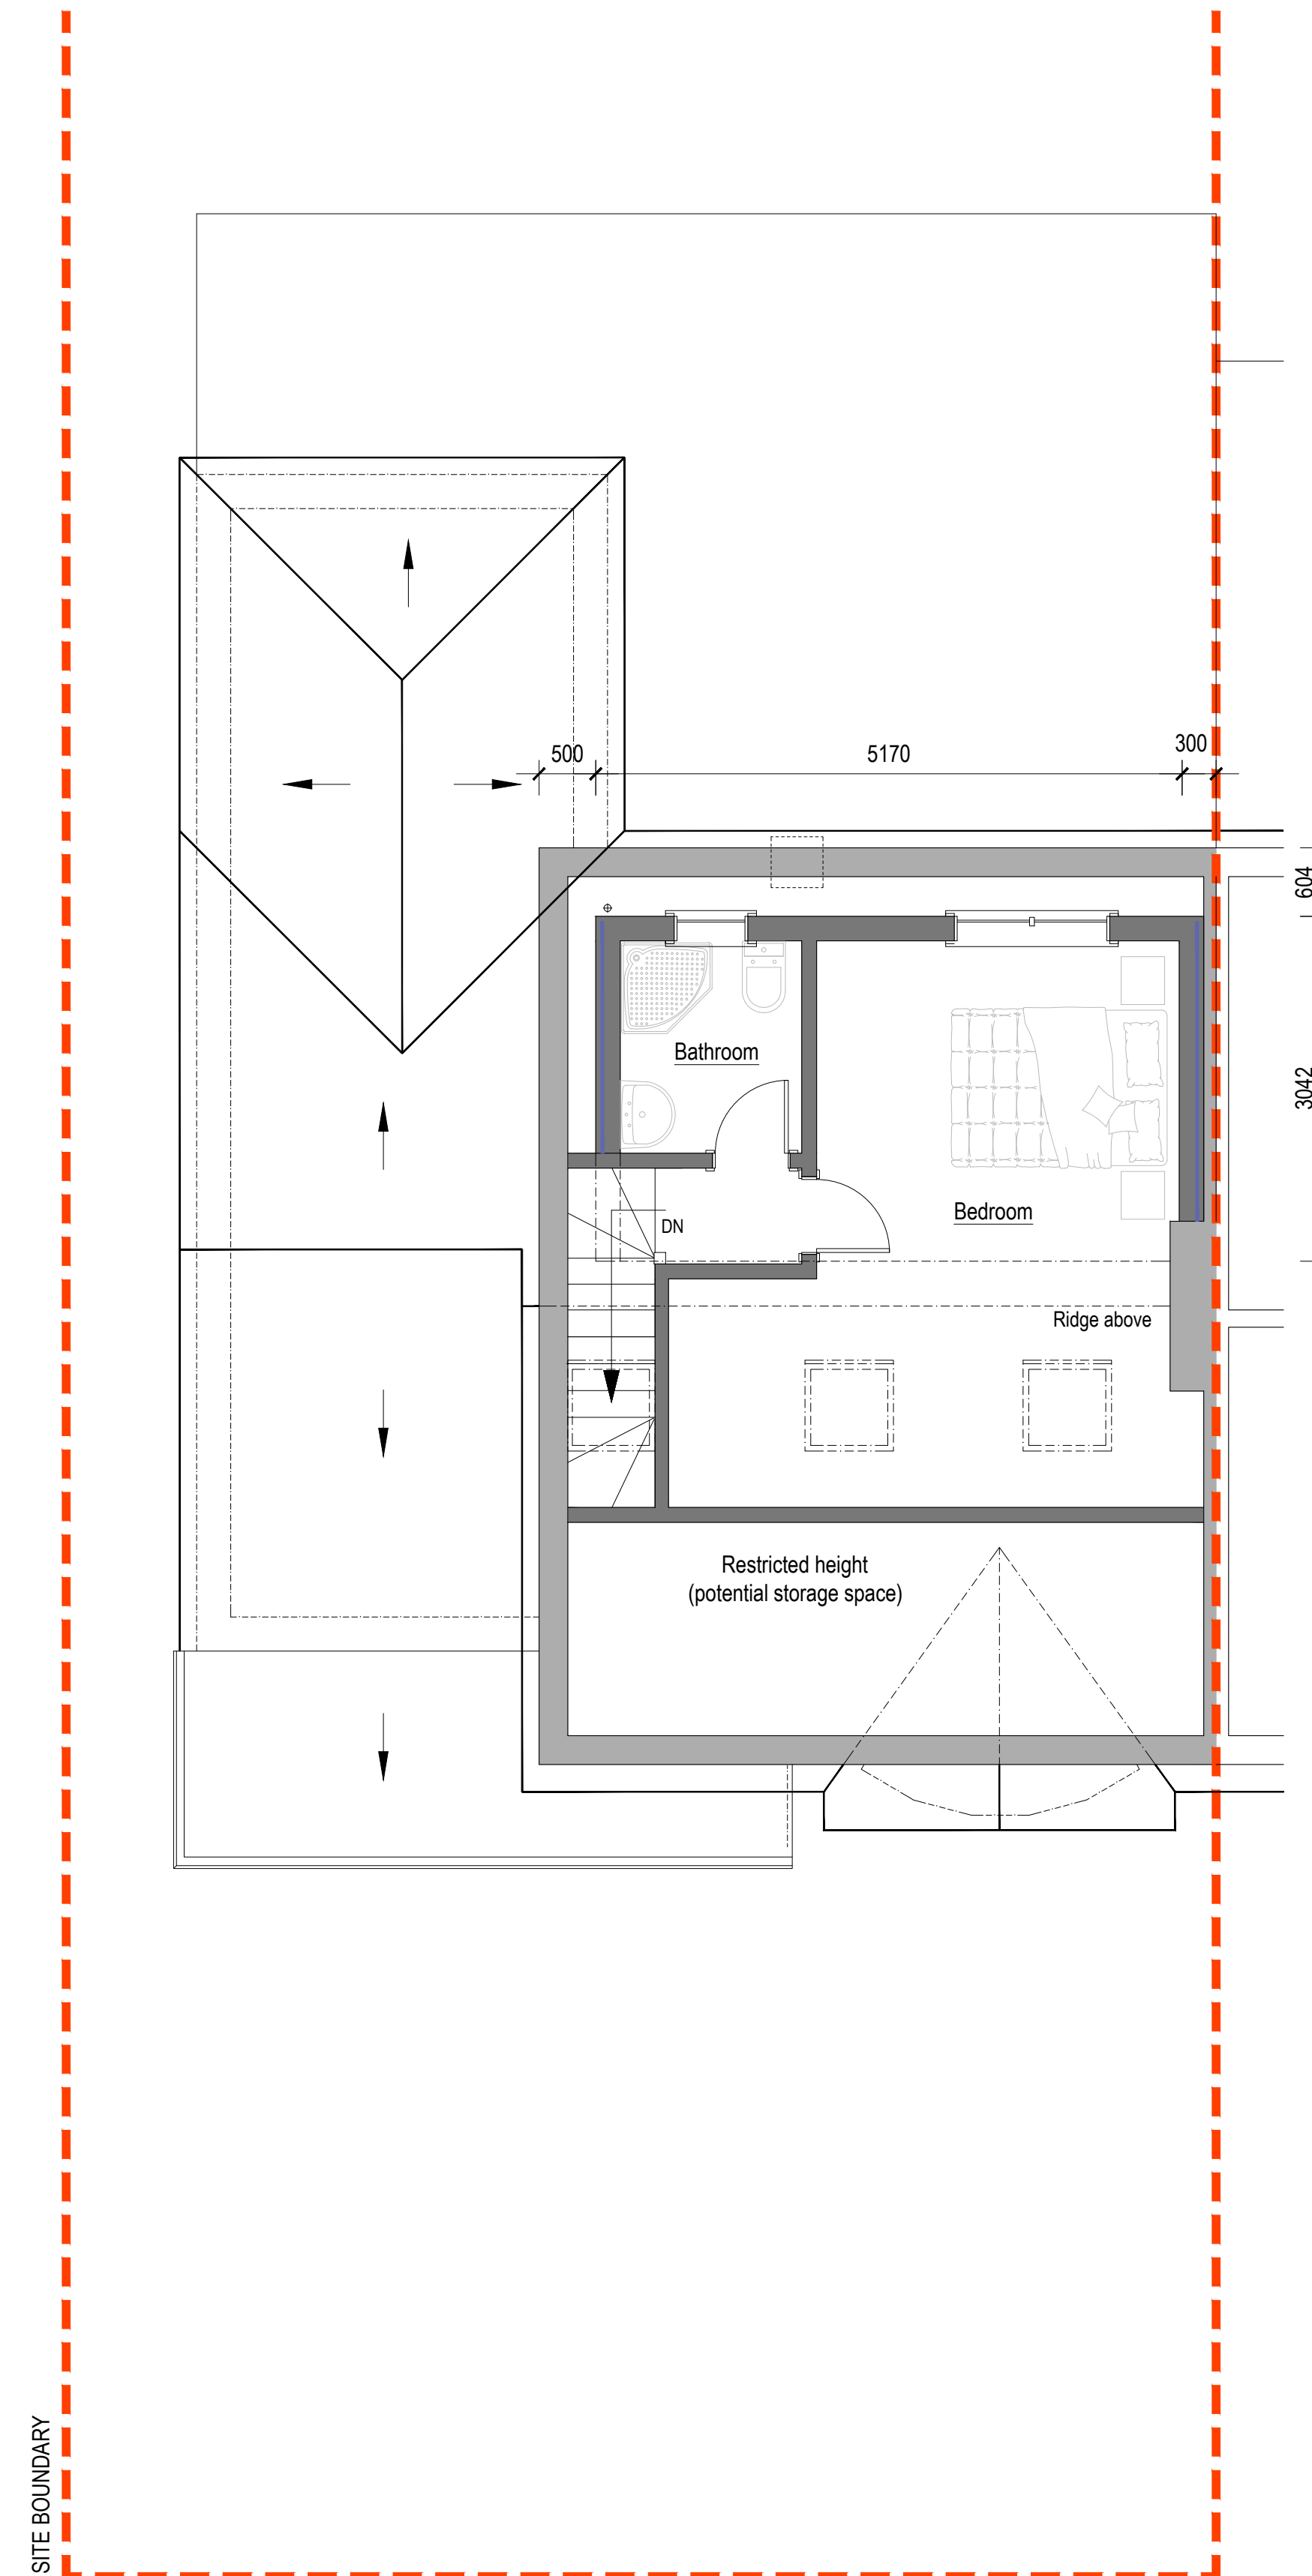 500
5170
300
604
3042
Bathroom
Bedroom
DN
Ridge above
Restricted height
(potential storage space)
SITE BOUNDARY